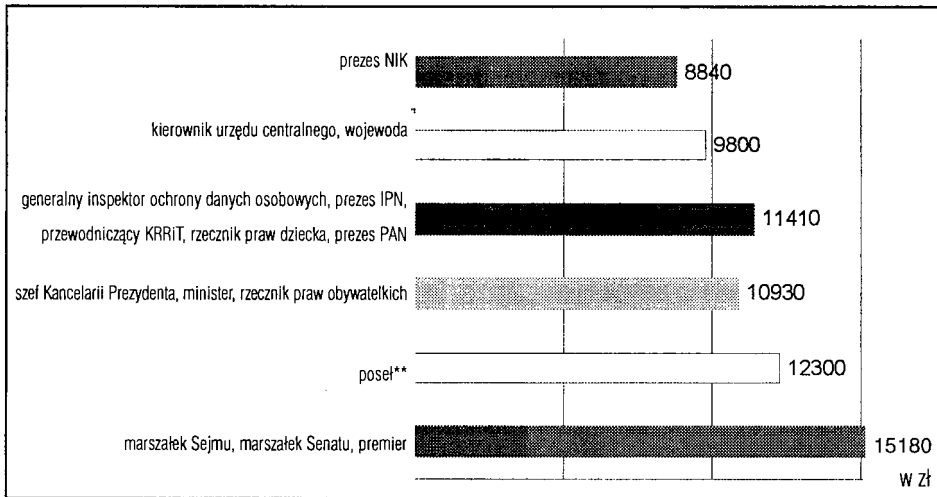 prezes NIK
8840
kierownik urzędu centralnego, wojewoda
9800
generalny inspektor ochrony danych osobowych, prezes IPN,
przewodniczący KRRiT, rzecznik praw dziecka, prezes PAN
11410
szef Kancelarii Prezydenta, minister, rzecznik praw obywatelkich
10930
poseł**
12300
marszałek Sejmu, marszałek Senatu, premier
15180
w zł